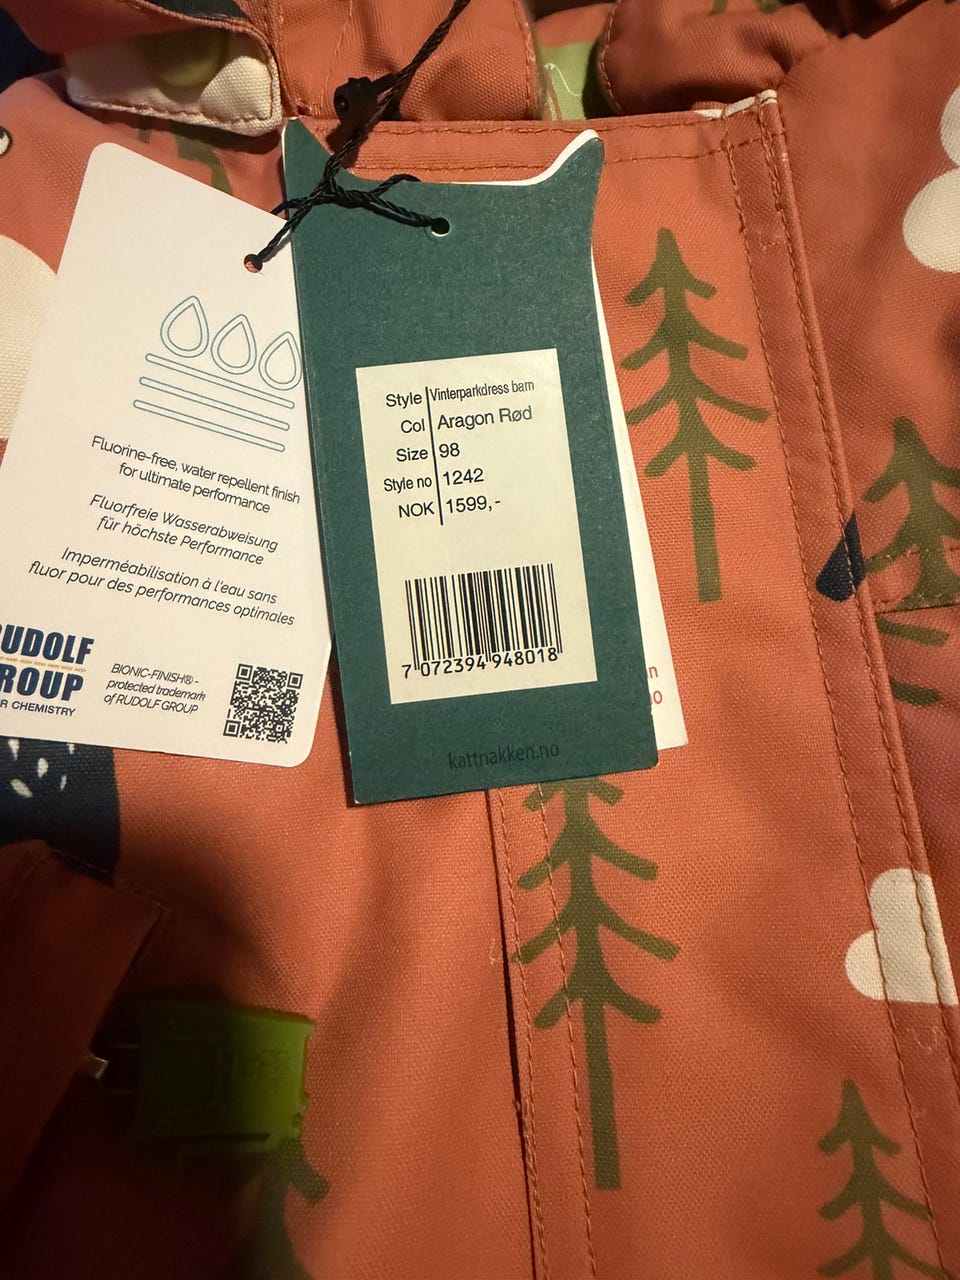 Fluorine-free, water repellent finish
for ultimate performance
Fluorfreie Wasserabweisung
für höchste Performance
Imperméabilisation à l'eau sans
fluor pour des performances optimales
RUDOLF
GROUP
R CHEMISTRY
BIONIC-FINISH® -
protected trademark
of RUDOLF GROUP
Style Vinterparkdress barn
Col Aragon Rød
Size 98
Style no 1242
NOK 1599,-
7 072394 948018
kattnakken.no